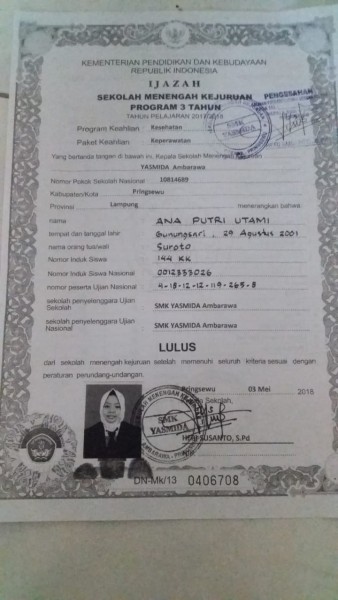 KEMENTERIAN PENDIDIKAN DAN KEBUDAYAAN
REPUBLIK INDONESIA
IJAZAH
SEKOLAH MENENGAH KEJURUAN
PROGRAM 3 TAHUN
TAHUN PELAJARAN 2017/2018
PENGESAHAN
Program Keahlian : Kesehatan
Paket Keahlian : Keperawatan
SMK
YASMIDA
Yang bertanda tangan di bawah ini, Kepala Sekolah Menengah Kejuruan
YASMIDA Ambarawa
Nomor Pokok Sekolah Nasional : 10814689
Kabupaten/Kota : Pringsewu
Provinsi Lampung menerangkan bahwa:
nama : ANA PUTRI UTAMI
tempat dan tanggal lahir : Gunungsari, 29 Agustus 2001
nama orang tua/wali : Suroto
Nomor Induk Siswa : 144 KK
Nomor Induk Siswa Nasional : 0012333026
nomor peserta Ujian Nasional : 4-18-12-12-119-265-8
sekolah penyelenggara Ujian Sekolah : SMK YASMIDA Ambarawa
sekolah penyelenggara Ujian Nasional : SMK YASMIDA Ambarawa
LULUS
dari sekolah menengah kejuruan setelah memenuhi seluruh kriteria sesuai dengan
peraturan perundang-undangan.
Pringsewu 03 Mei 2018
Sekolah,
SMK
YASMIDA
SUSANTO, S.Pd
DN-Mk/13 0406708